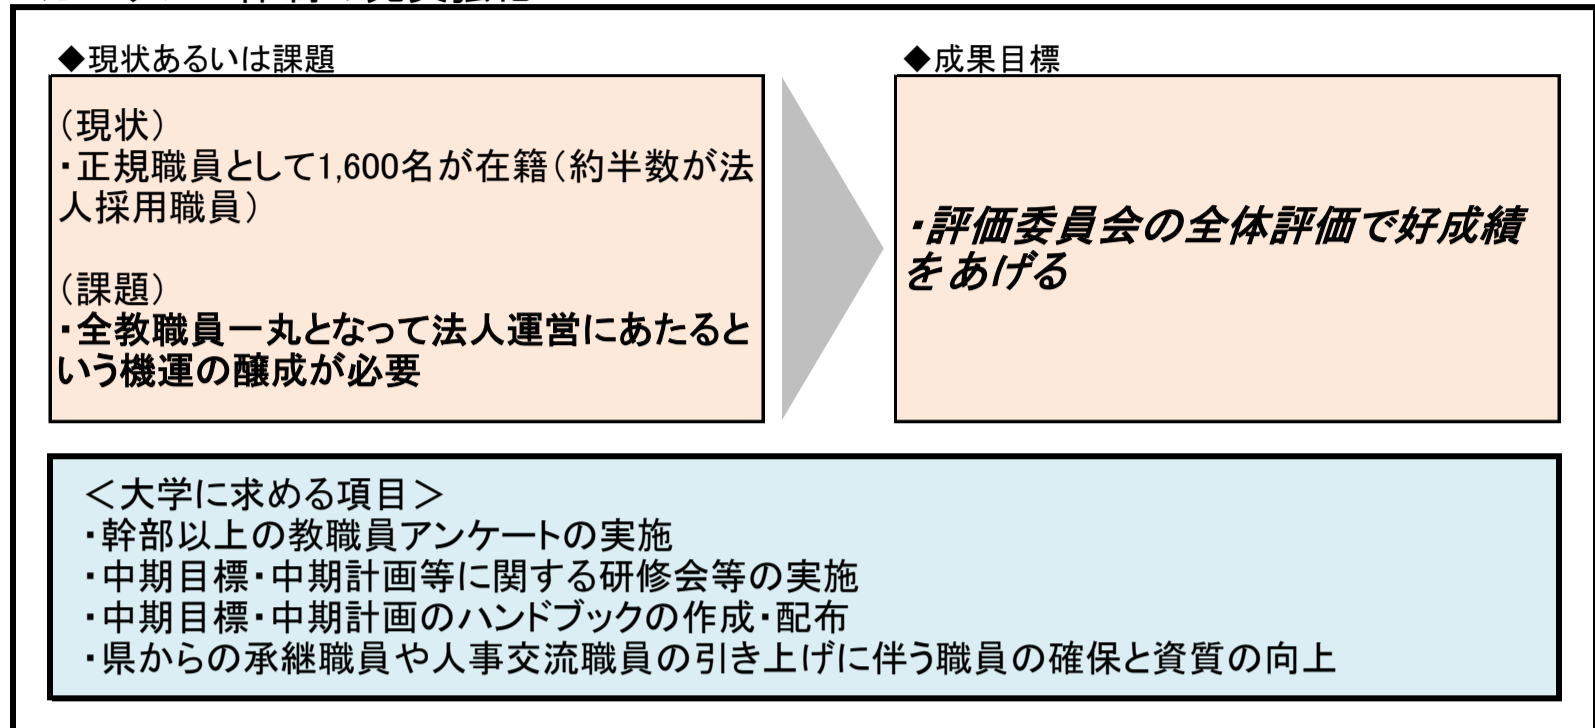 ◆現状あるいは課題
(現状)
・正規職員として1,600名が在籍(約半数が法
人採用職員)
(課題)
・全教職員一丸となって法人運営にあたると
いう機運の醸成が必要
◆成果目標
・評価委員会の全体評価で好成績
をあげる
＜大学に求める項目＞
・幹部以上の教職員アンケートの実施
・中期目標・中期計画等に関する研修会等の実施
・中期目標・中期計画のハンドブックの作成・配布
・県からの承継職員や人事交流職員の引き上げに伴う職員の確保と資質の向上